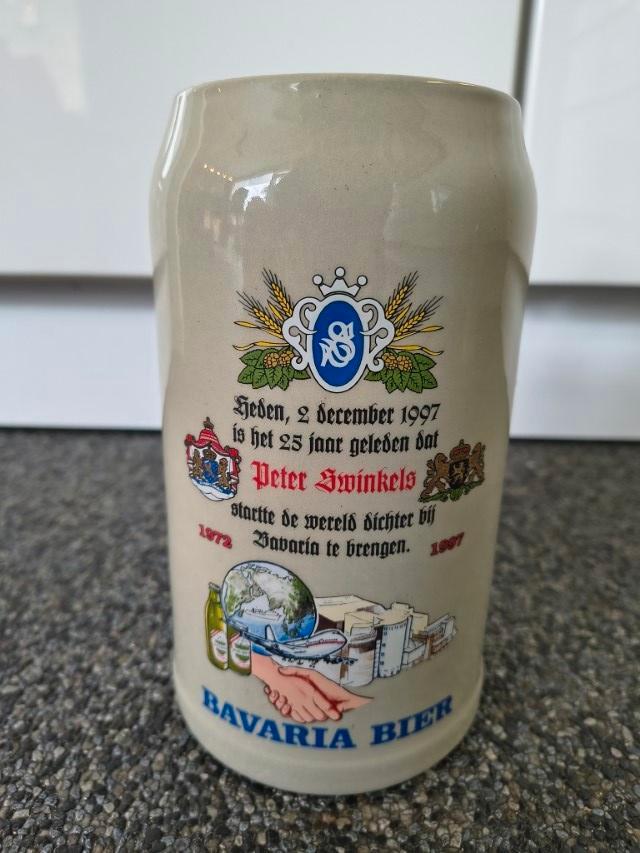 S
Heden, 2 december 1997
is het 25 jaar geleden dat
Peter Swinkels
startte de wereld dichter bij
Bavaria te brengen.
1972
1997
BAVARIA BIER